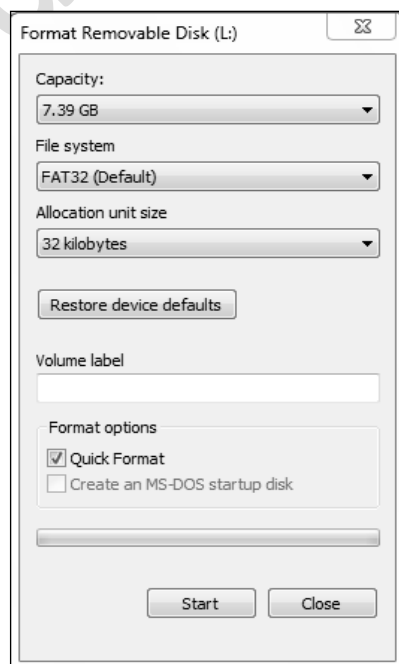 Format Removable Disk (L:)
Capacity:
7.39 GB
File system
FAT32 (Default)
Allocation unit size
32 kilobytes
Restore device defaults
Volume label
Format options
Quick Format
Create an MS-DOS startup disk
Start Close